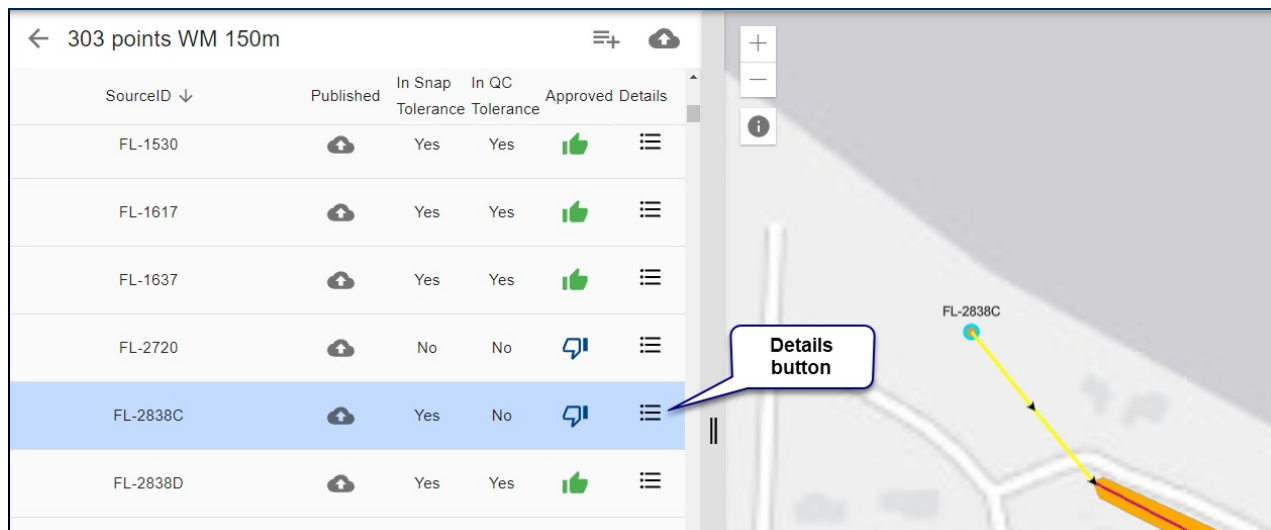 303 points WM 150m
SourceID Published In Snap Tolerance In QC Tolerance Approved Details
FL-1530 Yes Yes
FL-1617 Yes Yes
FL-1637 Yes Yes
FL-2720 No No
FL-2838C Yes No
FL-2838D Yes Yes
FL-2838C
Details
button